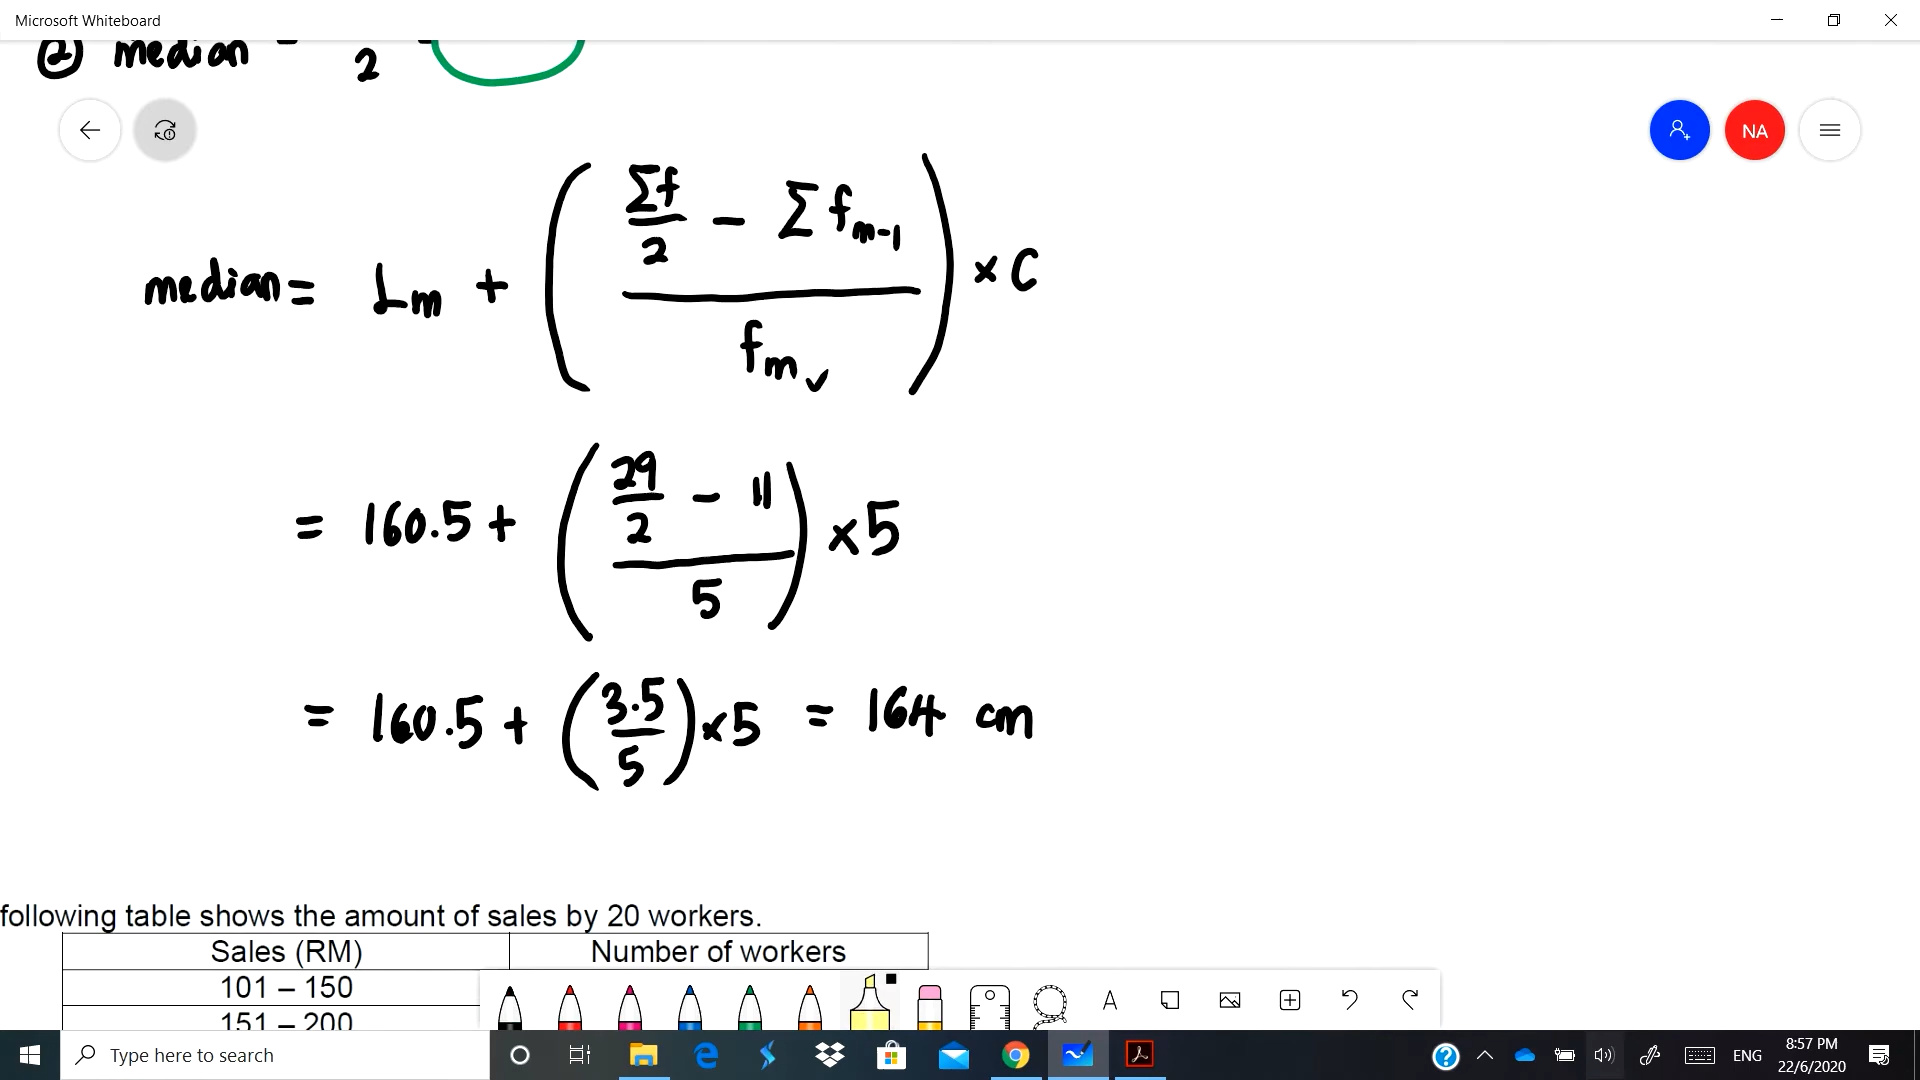 Microsoft Whiteboard
② median = 2 =
NA
median = Lm + ( (Σf/2 − Σf m-1) / fm ) × C
= 160.5 + ( (29/2 − 11) / 5 ) × 5
= 160.5 + (3.5/5) × 5 = 164 cm
following table shows the amount of sales by 20 workers.
Sales (RM) Number of workers
101 – 150
151 – 200
Type here to search
ENG
8:57 PM
22/6/2020